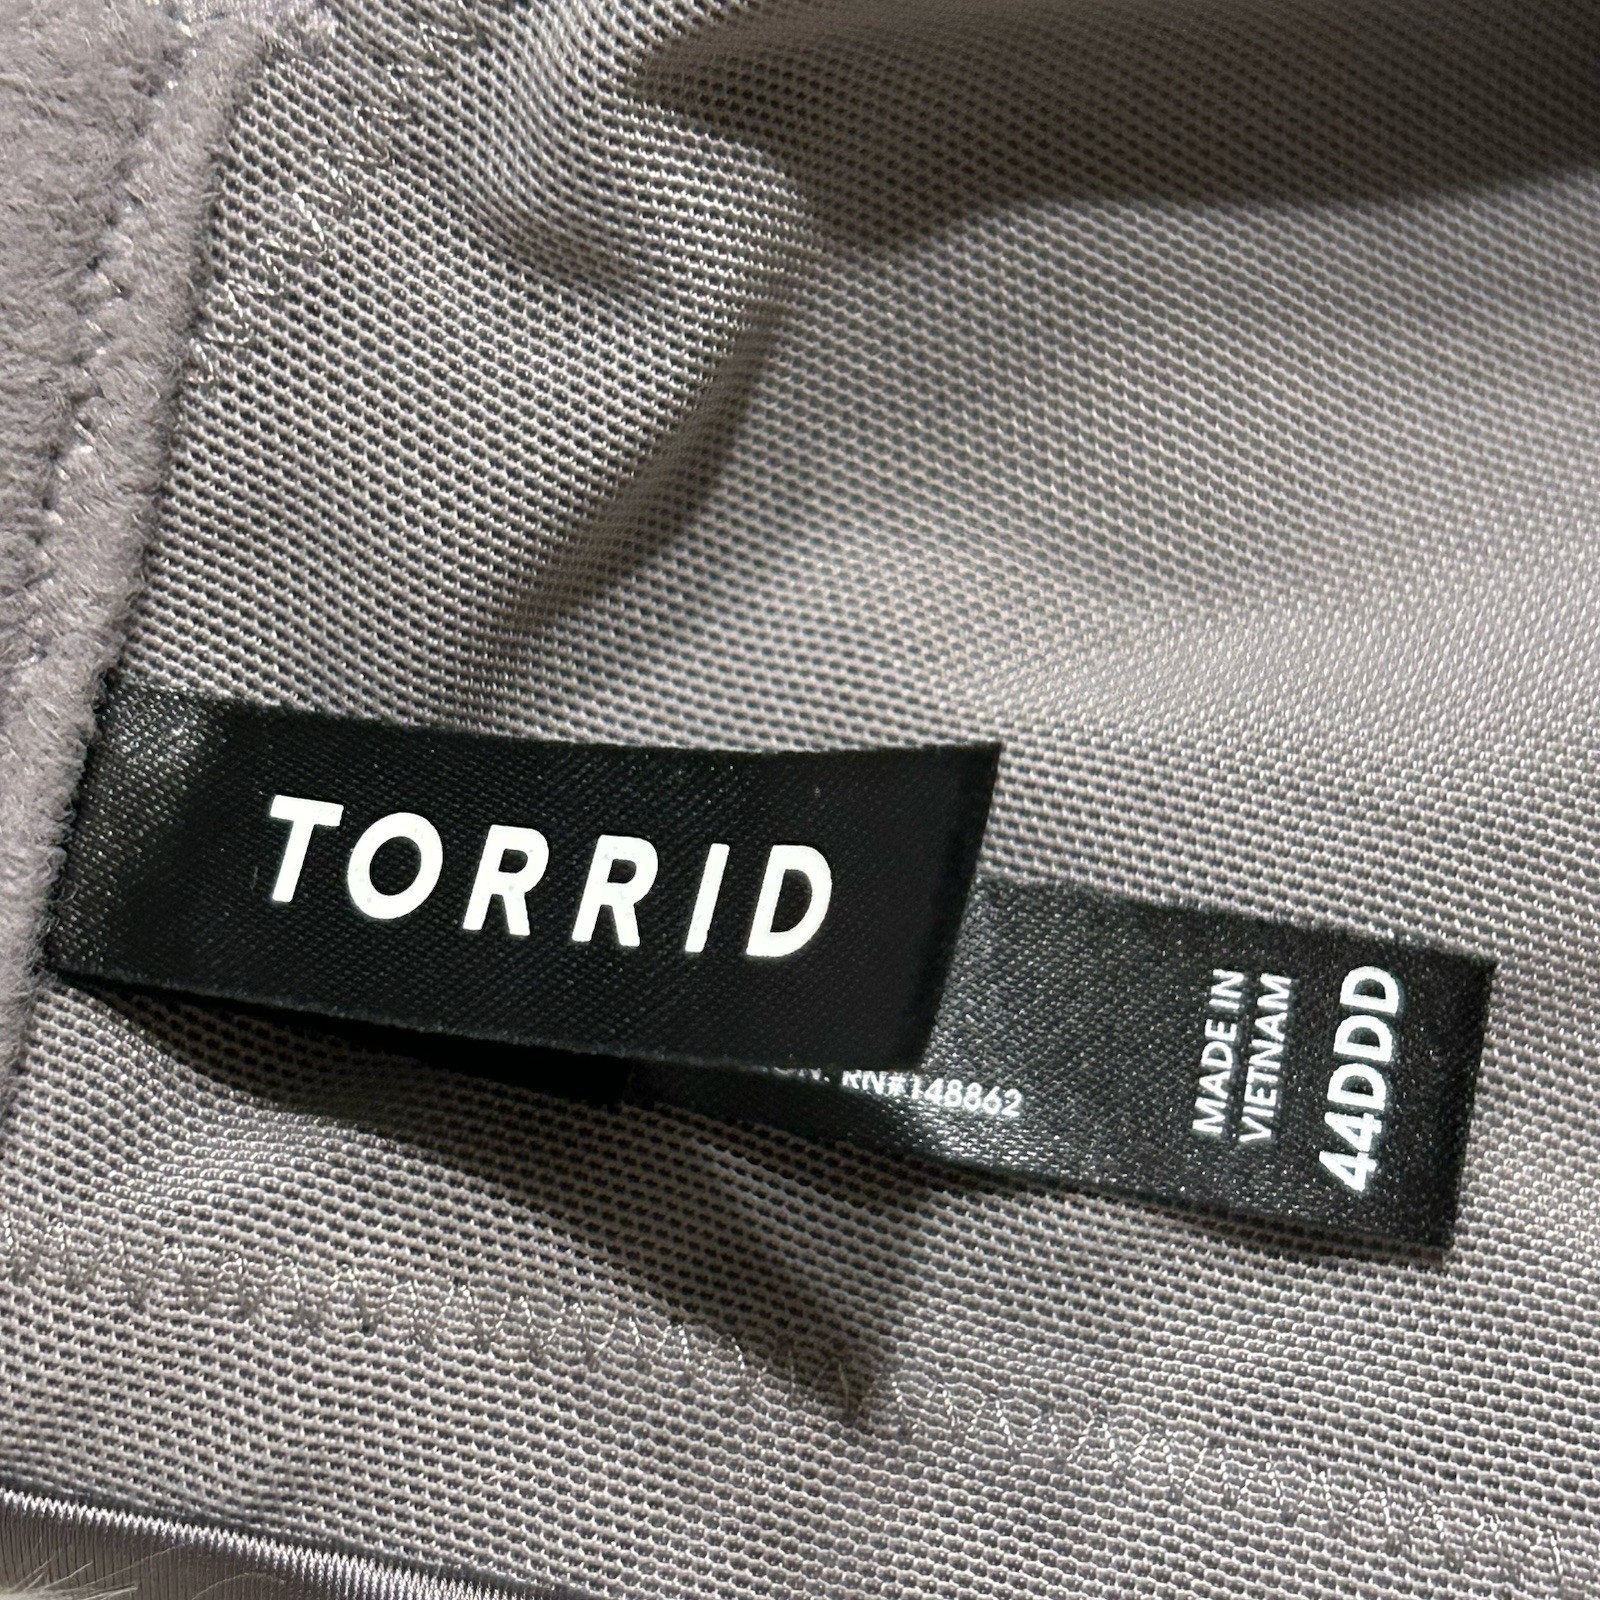 TORRID
RN#148862
MADE IN
VIETNAM
44DDD